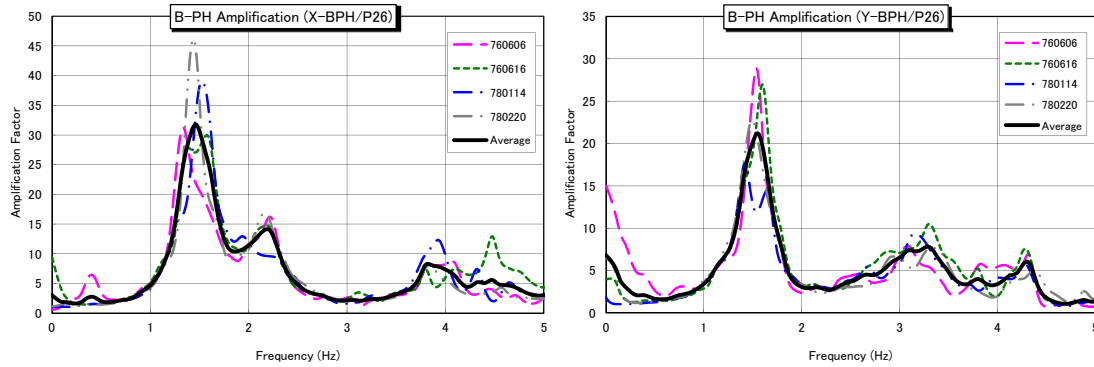 B-PH Amplification (X-BPH/P26)
Amplification Factor
50
45
40
35
30
25
20
15
10
5
0
0 1 2 3 4 5
Frequency (Hz)
760606
760616
780114
780220
Average
B-PH Amplification (Y-BPH/P26)
Amplification Factor
35
30
25
20
15
10
5
0
0 1 2 3 4 5
Frequency (Hz)
760606
760616
780114
780220
Average